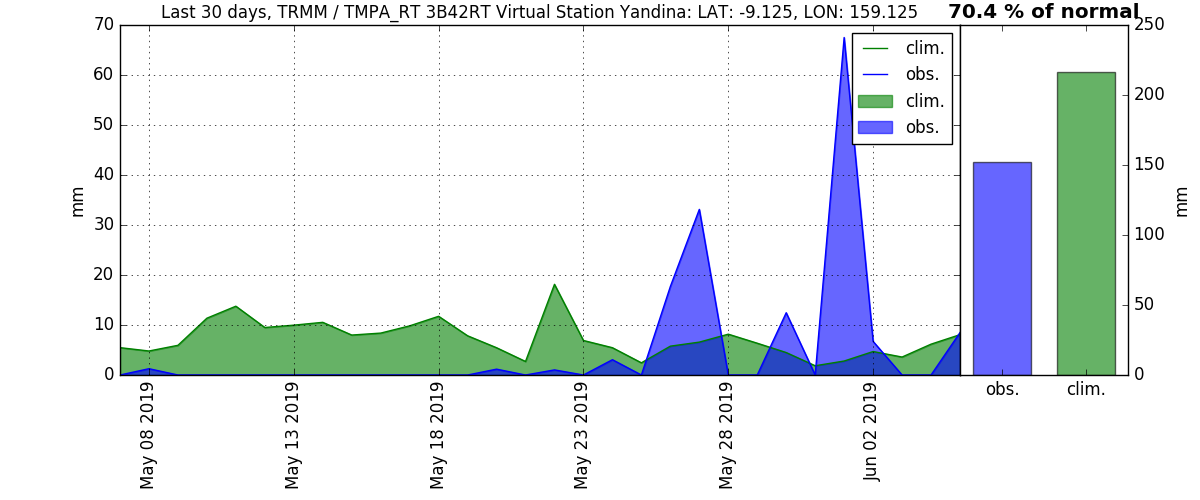 Last 30 days, TRMM / TMPA_RT 3B42RT Virtual Station Yandina: LAT: -9.125, LON: 159.125
70.4 % of normal
70
60
50
40
30
20
10
0
mm
clim.
obs.
clim.
obs.
May 08 2019
May 13 2019
May 18 2019
May 23 2019
May 28 2019
Jun 02 2019
250
200
150
100
50
0
mm
obs.
clim.